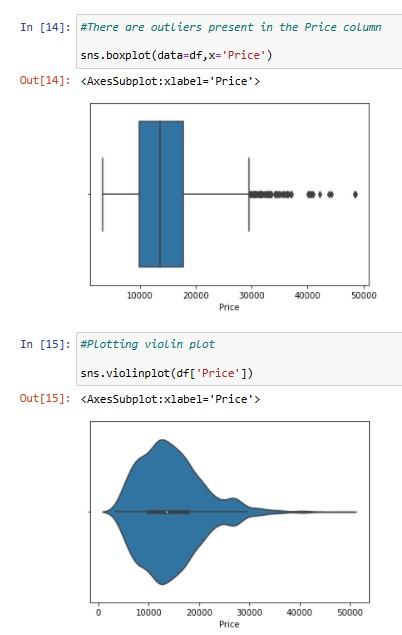 In [14]: #There are outliers present in the Price column
sns.boxplot(data=df,x='Price')
Out[14]: <AxesSubplot:xlabel='Price'>
10000 20000 30000 40000 50000
Price
In [15]: #Plotting violin plot
sns.violinplot(df['Price'])
Out[15]: <AxesSubplot:xlabel='Price'>
0 10000 20000 30000 40000 50000
Price